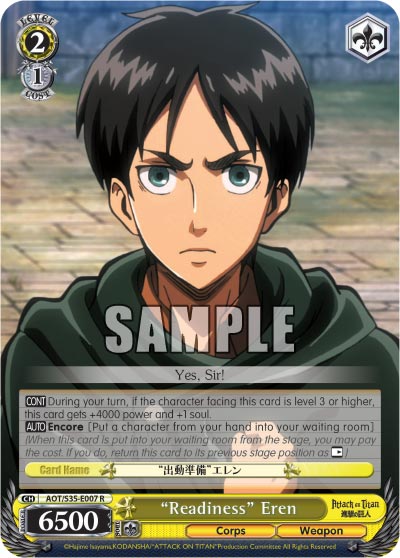 LEVEL
2
1
COST
SAMPLE
Yes, Sir!
CONT During your turn, if the character facing this card is level 3 or higher,
this card gets +4000 power and +1 soul.
AUTO Encore [Put a character from your hand into your waiting room]
(When this card is put into your waiting room from the stage, you may pay
the cost. If you do, return this card to its previous stage position as )
Card Name "出動準備"エレン
CH AOT/S35-E007 R
POWER 6500 SOUL
"Readiness" Eren
Corps Weapon
Attack on Titan
進撃の巨人
©Hajime Isayama,KODANSHA/"ATTACK ON TITAN"Production Committee.All Rights Reserved.